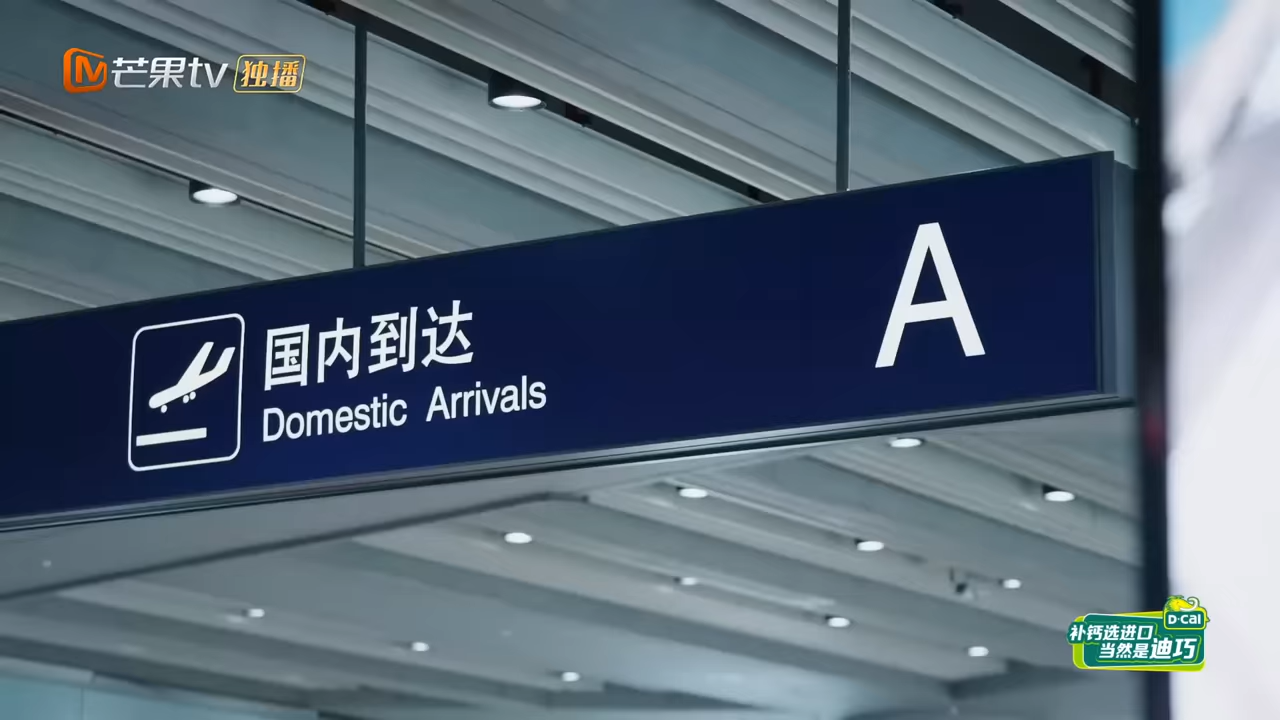 芒果tv 独播
国内到达
Domestic Arrivals
A
D·Cal
补钙选进口
当然是迪巧